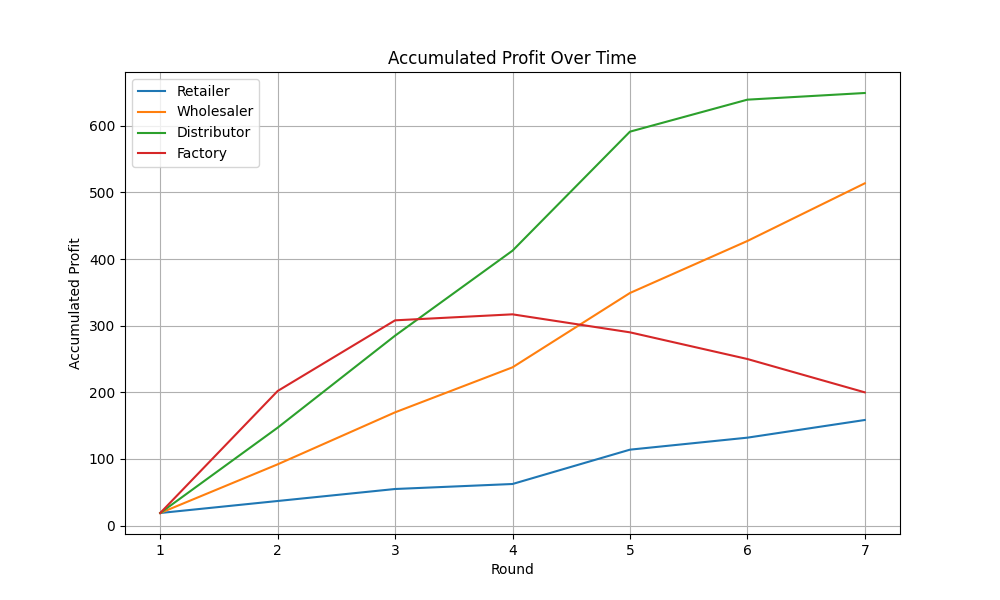 Accumulated Profit Over Time
Retailer
Wholesaler
Distributor
Factory
Accumulated Profit
600
500
400
300
200
100
0
1 2 3 4 5 6 7
Round